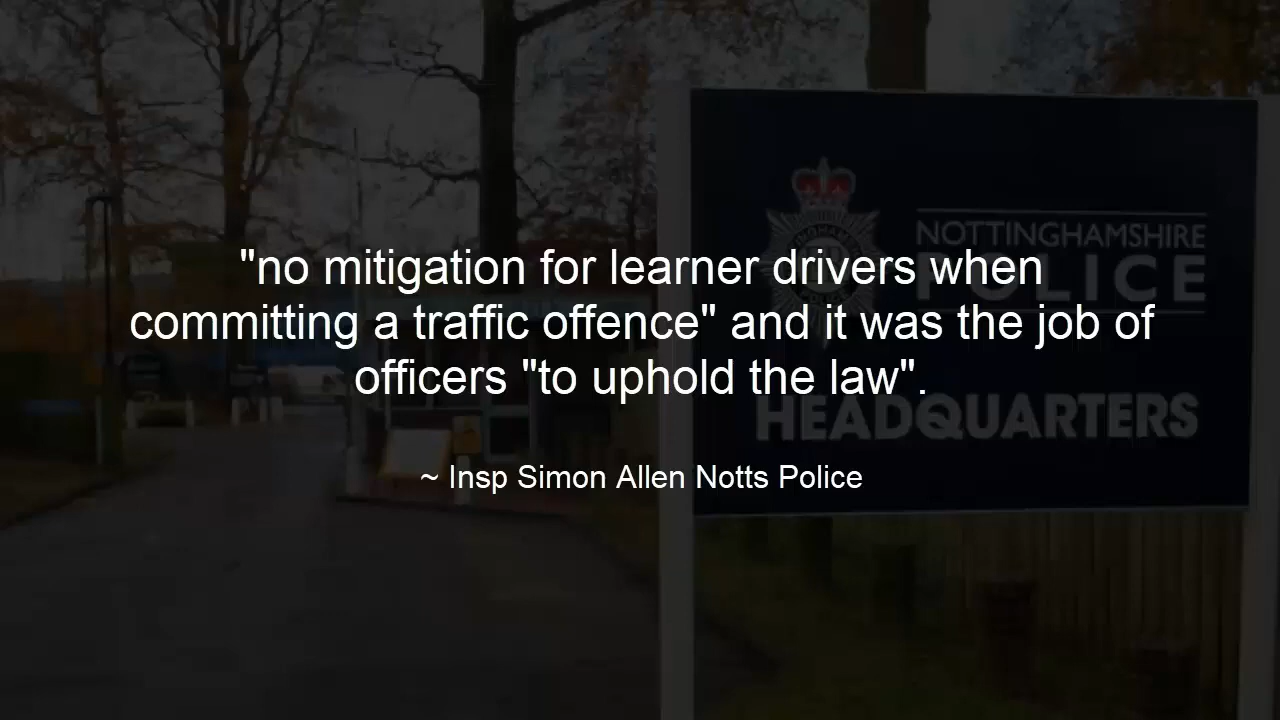 "no mitigation for learner drivers when
committing a traffic offence" and it was the job of
officers "to uphold the law".
~ Insp Simon Allen Notts Police
NOTTINGHAMSHIRE
POLICE
HEADQUARTERS